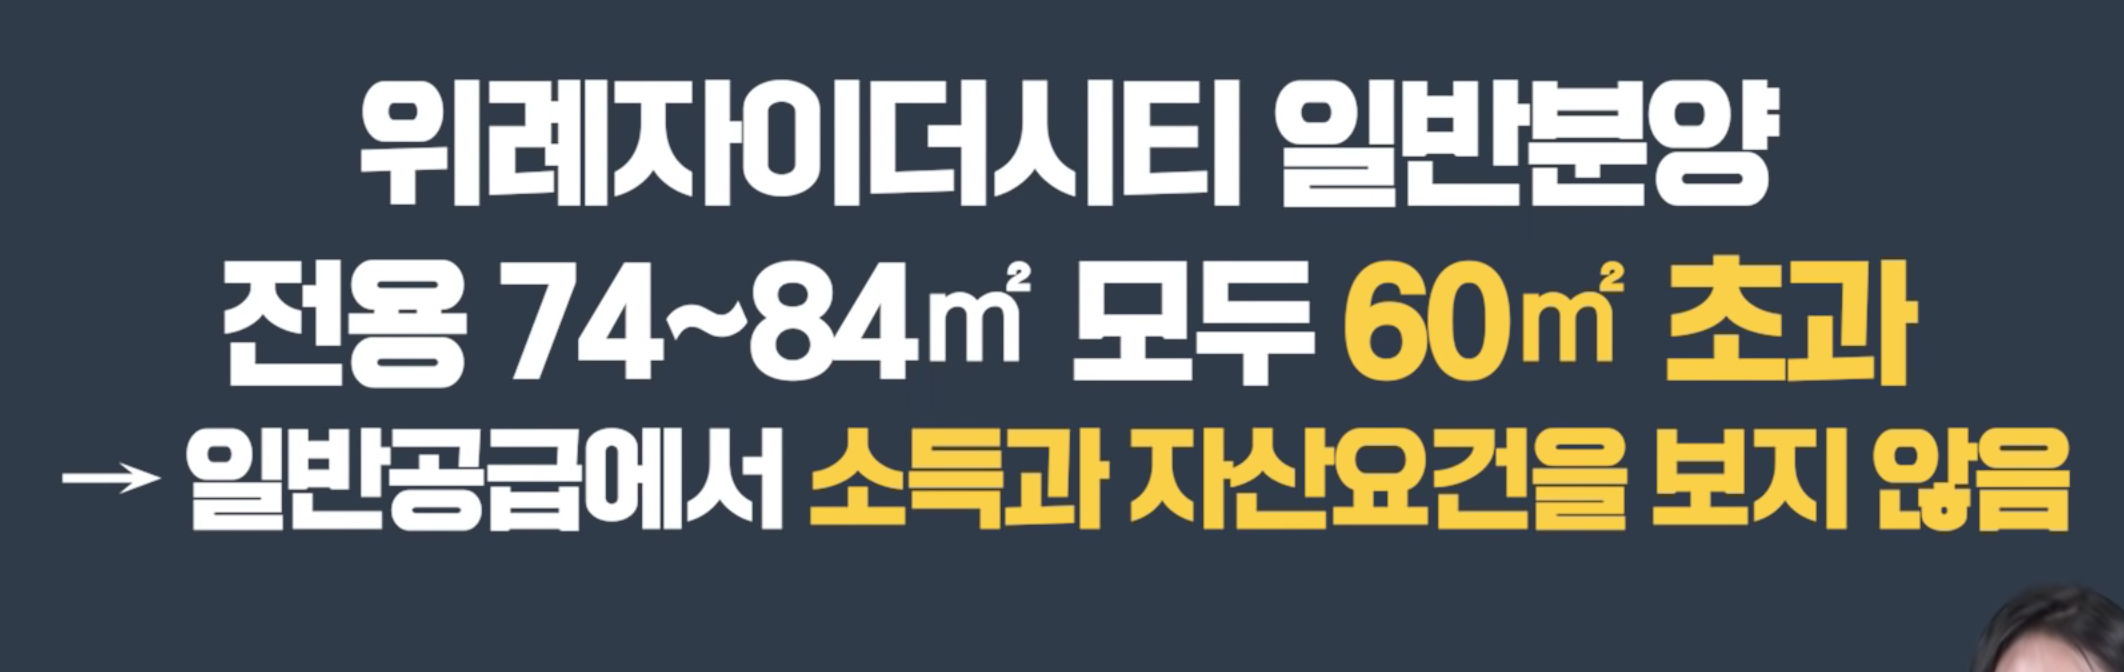 위례자이더시티 일반분양
전용 74~84㎡ 모두 60㎡ 초과
→ 일반공급에서 소득과 자산요건을 보지 않음